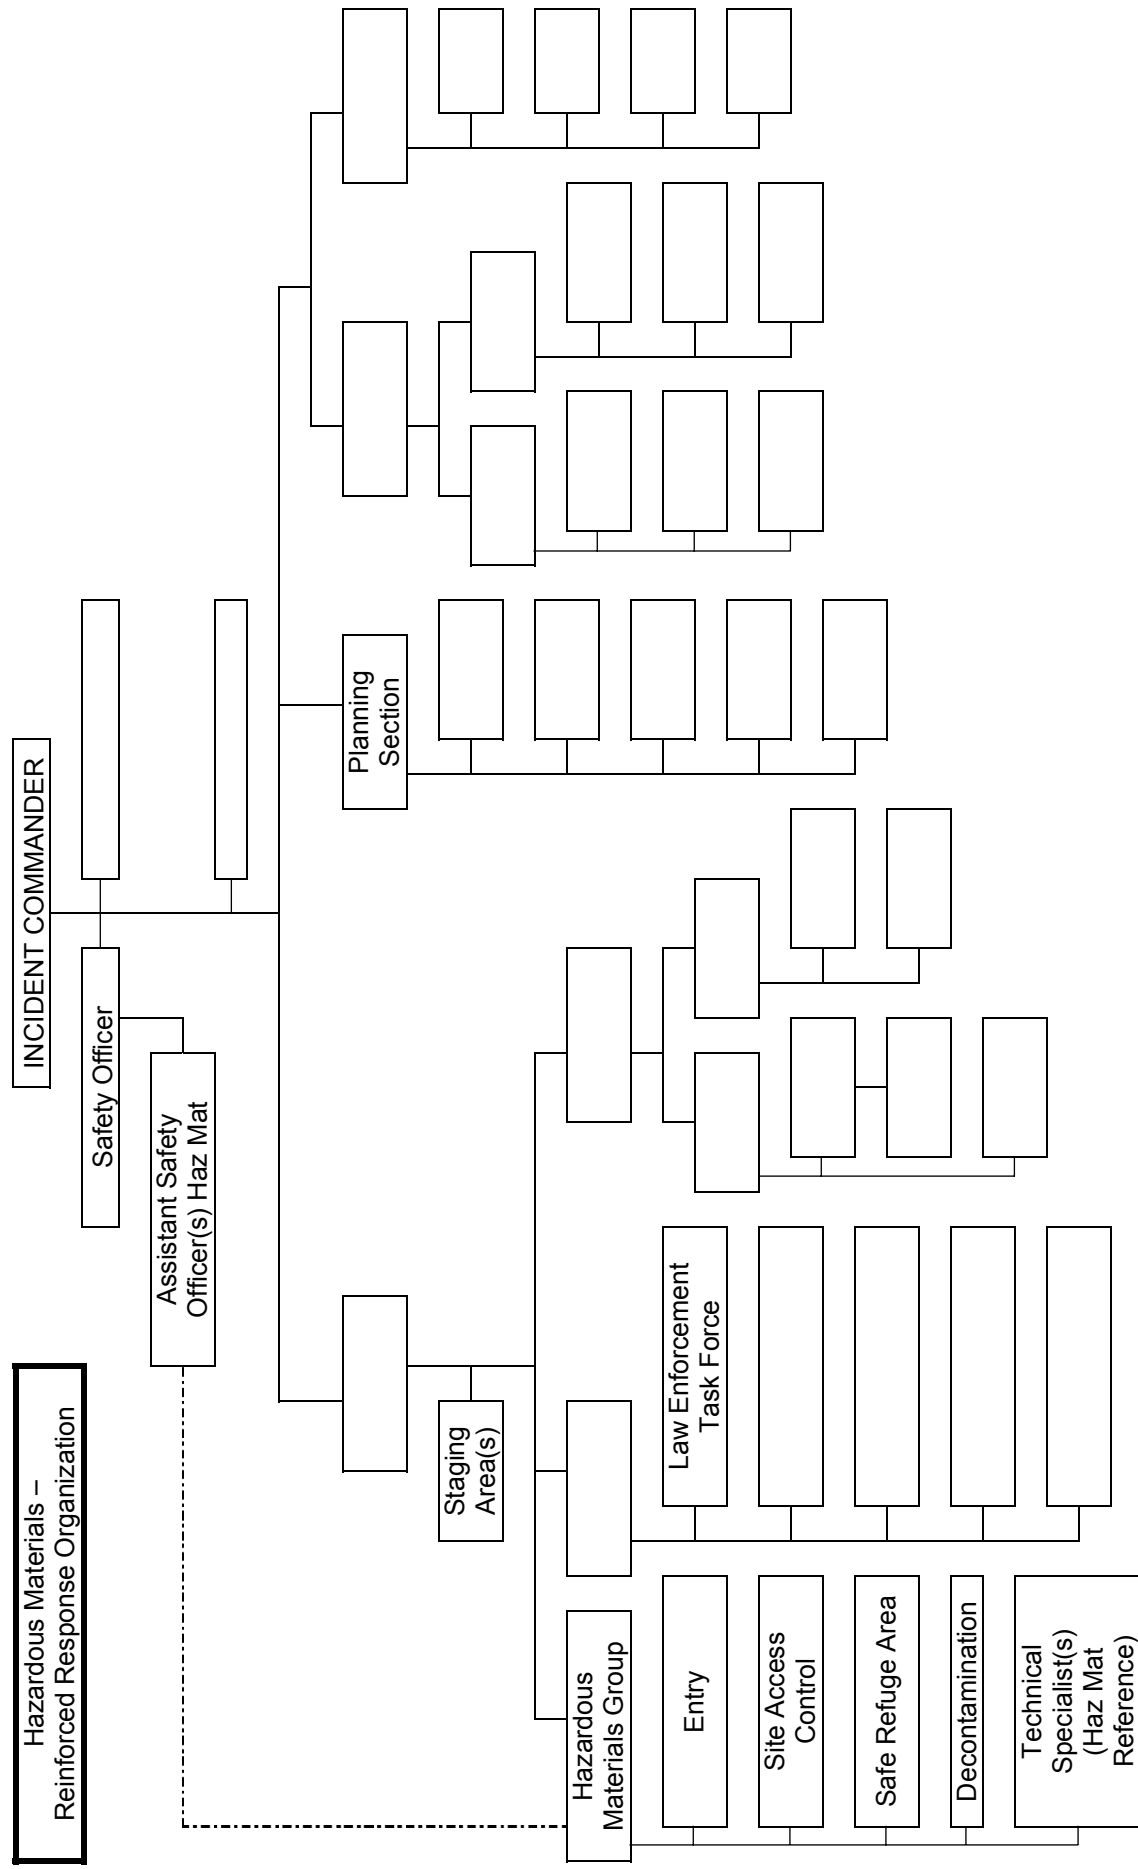 Hazardous Materials –
Reinforced Response Organization
INCIDENT COMMANDER
Safety Officer
Assistant Safety
Officer(s) Haz Mat
Planning
Section
Staging
Area(s)
Hazardous
Materials Group
Law Enforcement
Task Force
Entry
Site Access
Control
Safe Refuge Area
Decontamination
Technical
Specialist(s)
(Haz Mat
Reference)